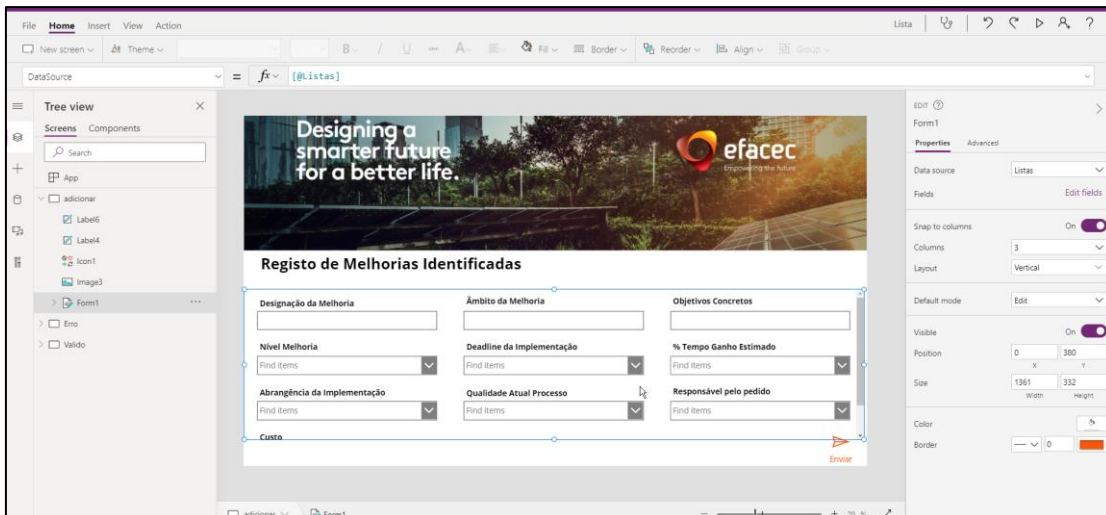 File Home Insert View Action
Lista
New screen Theme B / U A Fill Border Reorder Align Group
DataSource = fx [@Listas]
Tree view
Screens Components
Search
App
adicionar
Label6
Label4
Icon1
Image3
Form1
Erro
Valido
Designing a
smarter future
for a better life.
efacec
Empowering the future
Registo de Melhorias Identificadas
Designação da Melhoria Âmbito da Melhoria Objetivos Concretos
Nível Melhoria Deadline da Implementação % Tempo Ganho Estimado
Find items Find items Find items
Abrangência da Implementação Qualidade Atual Processo Responsável pelo pedido
Find items Find items Find items
Custo
Enviar
adicionar Form1
70 %
EDIT
Form1
Properties Advanced
Data source Listas
Fields Edit fields
Snap to columns On
Columns 3
Layout Vertical
Default mode Edit
Visible On
Position 0 380
X Y
Size 1361 332
Width Height
Color
Border 0